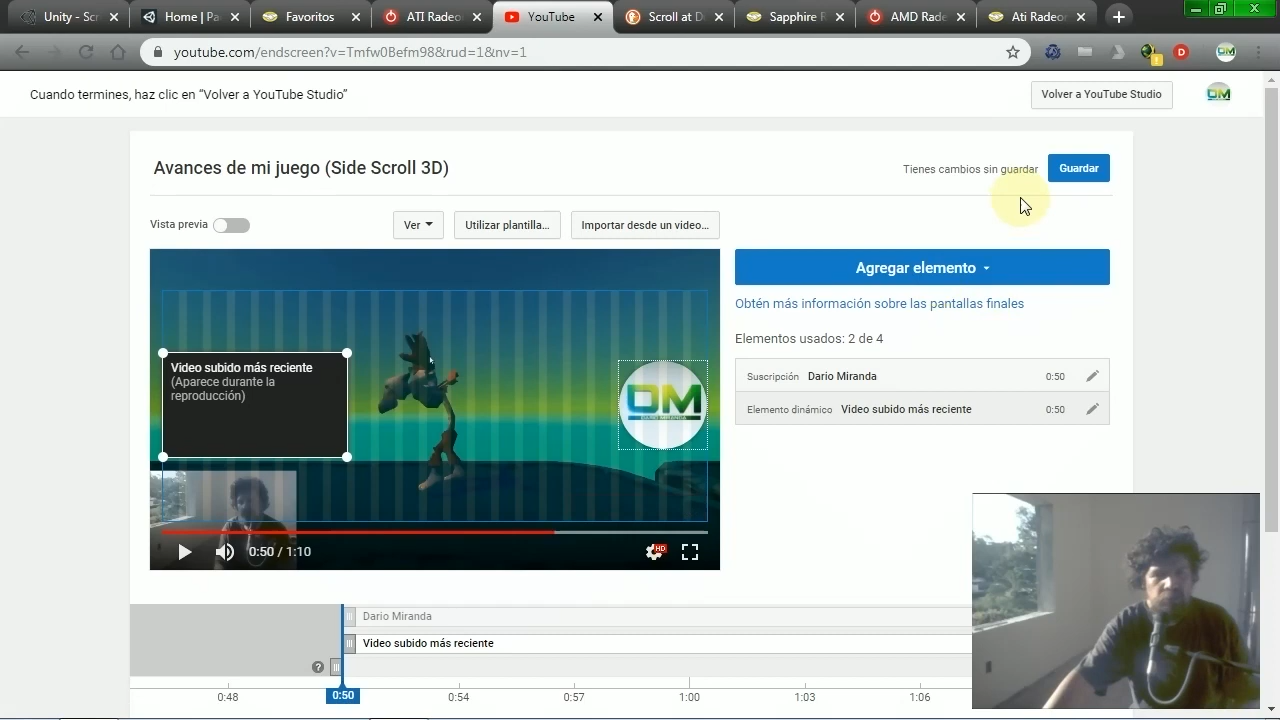 Unity - Sc
Home | Pa
Favoritos
ATI Radeo
YouTube
Scroll at D
Sapphire R
AMD Rade
Ati Radeor
youtube.com/endscreen?v=Tmfw0Befm98&rud=1&nv=1
Cuando termines, haz clic en “Volver a YouTube Studio”
Volver a YouTube Studio
DM
Avances de mi juego (Side Scroll 3D)
Tienes cambios sin guardar
Guardar
Vista previa
Ver
Utilizar plantilla...
Importar desde un video...
Agregar elemento
Obtén más información sobre las pantallas finales
Elementos usados: 2 de 4
Suscripción Dario Miranda 0:50
Elemento dinámico Video subido más reciente 0:50
Video subido más reciente
(Aparece durante la
reproducción)
DM
0:50 / 1:10
HD
Dario Miranda
Video subido más reciente
?
0:48
0:50
0:54
0:57
1:00
1:03
1:06